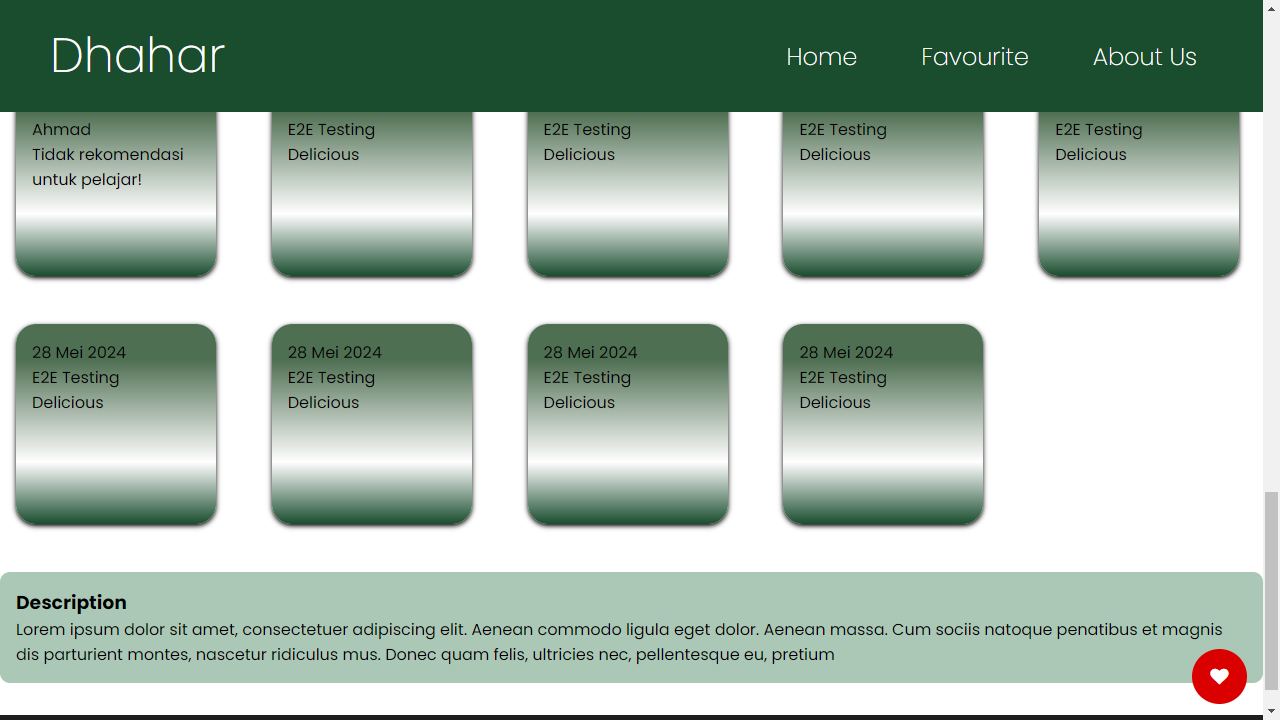 Dhahar
Home
Favourite
About Us
Ahmad
Tidak rekomendasi
untuk pelajar!
E2E Testing
Delicious
E2E Testing
Delicious
E2E Testing
Delicious
E2E Testing
Delicious
28 Mei 2024
E2E Testing
Delicious
28 Mei 2024
E2E Testing
Delicious
28 Mei 2024
E2E Testing
Delicious
28 Mei 2024
E2E Testing
Delicious
Description
Lorem ipsum dolor sit amet, consectetuer adipiscing elit. Aenean commodo ligula eget dolor. Aenean massa. Cum sociis natoque penatibus et magnis
dis parturient montes, nascetur ridiculus mus. Donec quam felis, ultricies nec, pellentesque eu, pretium